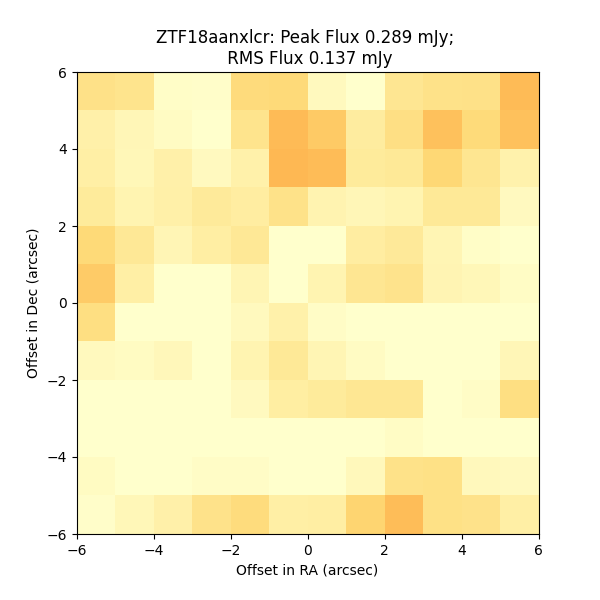 ZTF18aanxlcr: Peak Flux 0.289 mJy;
RMS Flux 0.137 mJy
6
4
2
0
−2
−4
−6
Offset in Dec (arcsec)
−6 −4 −2 0 2 4 6
Offset in RA (arcsec)